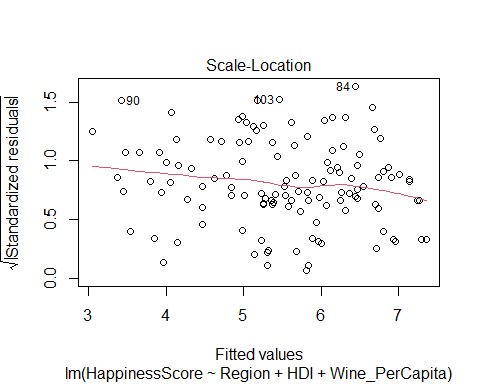 Scale-Location
√|Standardized residuals|
1.5
1.0
0.5
0.0
90
103
84
3 4 5 6 7
Fitted values
lm(HappinessScore ~ Region + HDI + Wine_PerCapita)